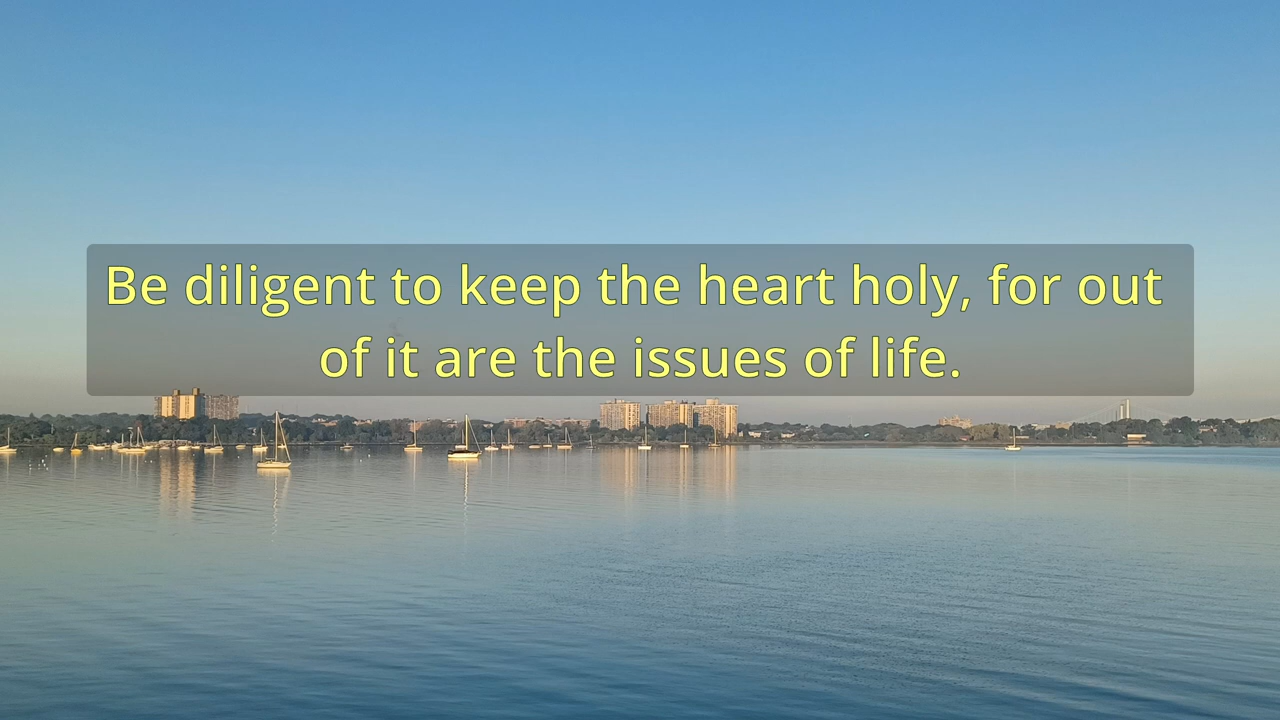 Be diligent to keep the heart holy, for out
of it are the issues of life.